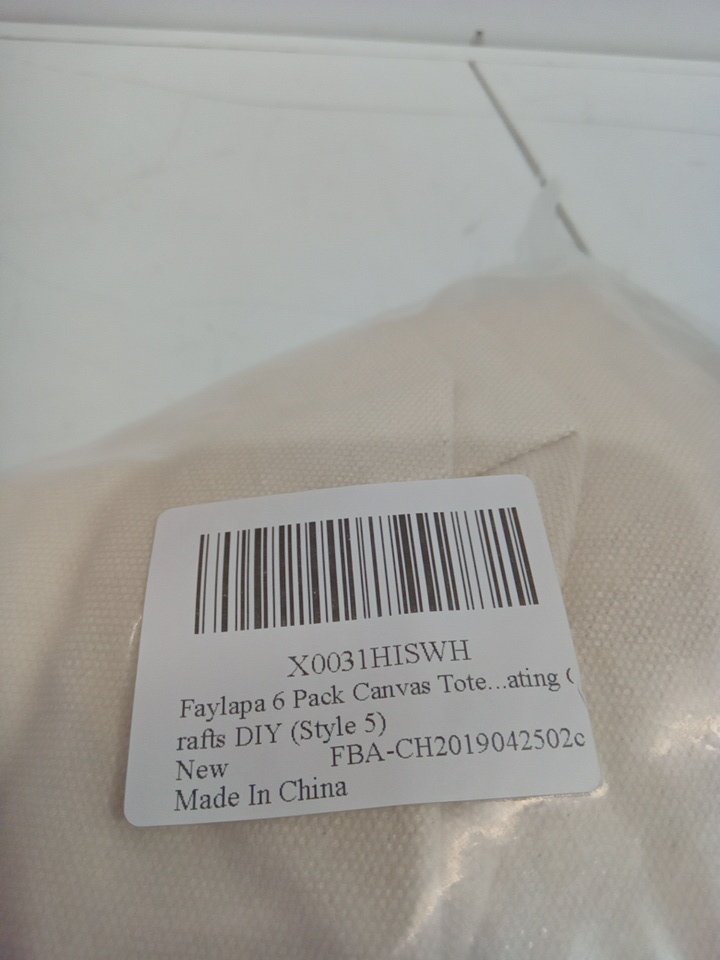 X0031HISWH
Faylapa 6 Pack Canvas Tote...ating (
rafts DIY (Style 5)
New FBA-CH2019042502c
Made In China